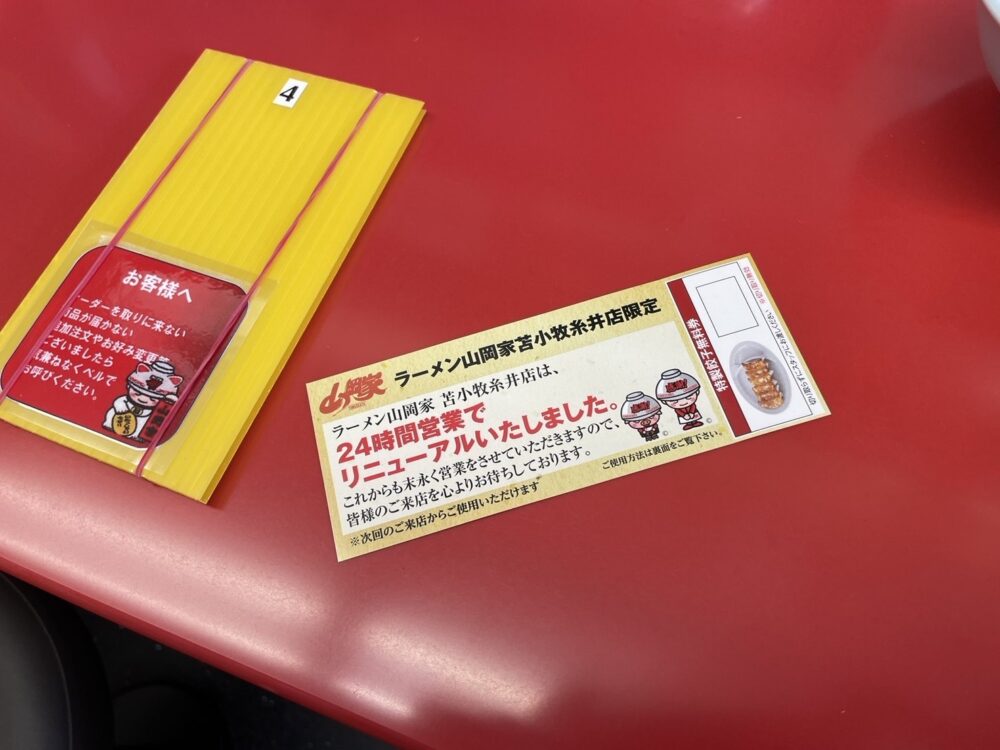 4
お客様へ
ーダーを取りに来ない
品が届かない
加注文やお好み変更
ざいましたら
兼ねなくベルで
お呼びください。
山岡家
ラーメン山岡家苫小牧糸井店限定
ラーメン山岡家 苫小牧糸井店は、
24時間営業で
リニューアルいたしました。
これからも末永く営業をさせていただきますので、
皆様のご来店を心よりお待ちしております。
※次回のご来店からご使用いただけます
ご使用方法は裏面をご覧下さい。
特製餃子無料券